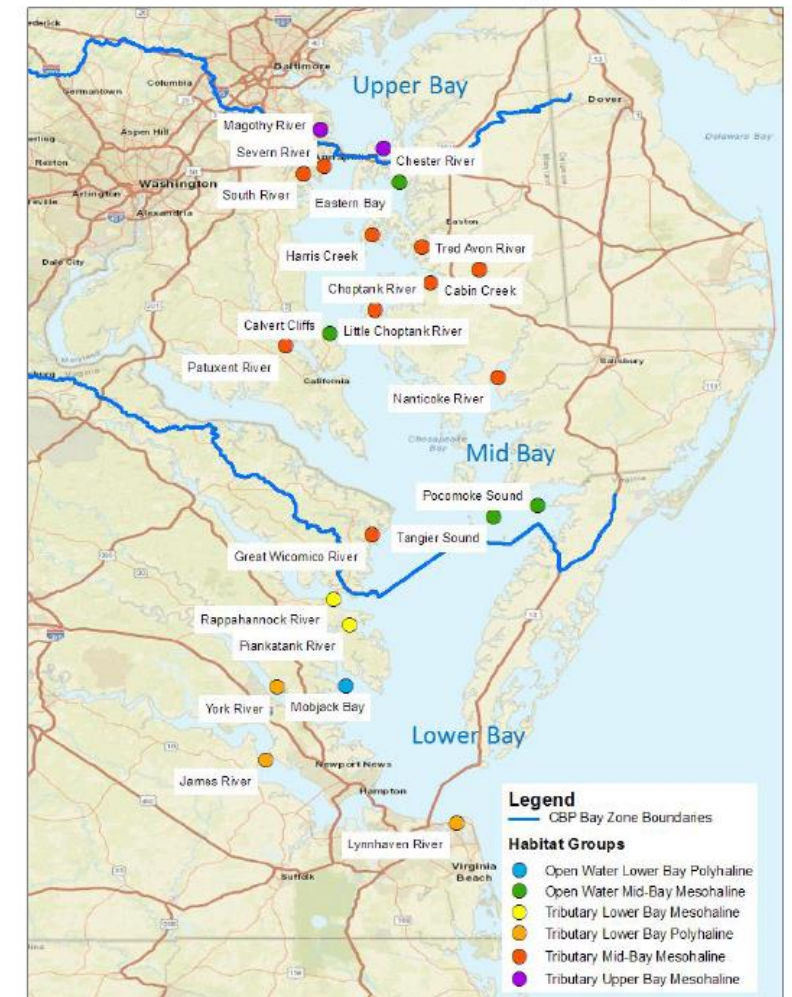 Baltimore
Upper Bay
Columbia
Germantown
Dover
Magothy River
Aspen Hill
Delaware Bay
Severn River
Chester River
Washington
South River
Arlington
Eastern Bay
Alexandria
Easton
Harris Creek
Tred Avon River
Dale City
Choptank River
Cabin Creek
Calvert Cliffs
Little Choptank River
Patuxent River
Salisbury
California
Nanticoke River
Chesapeake
Bay
Mid Bay
Pocomoke Sound
Tangier Sound
Great Wicomico River
Rappahannock River
Piankatank River
York River
Mobjack Bay
Lower Bay
Newport News
James River
Hampton
Lynnhaven River
Virginia
Beach
Suffolk
Legend
CBP Bay Zone Boundaries
Habitat Groups
Open Water Lower Bay Polyhaline
Open Water Mid-Bay Mesohaline
Tributary Lower Bay Mesohaline
Tributary Lower Bay Polyhaline
Tributary Mid-Bay Mesohaline
Tributary Upper Bay Mesohaline